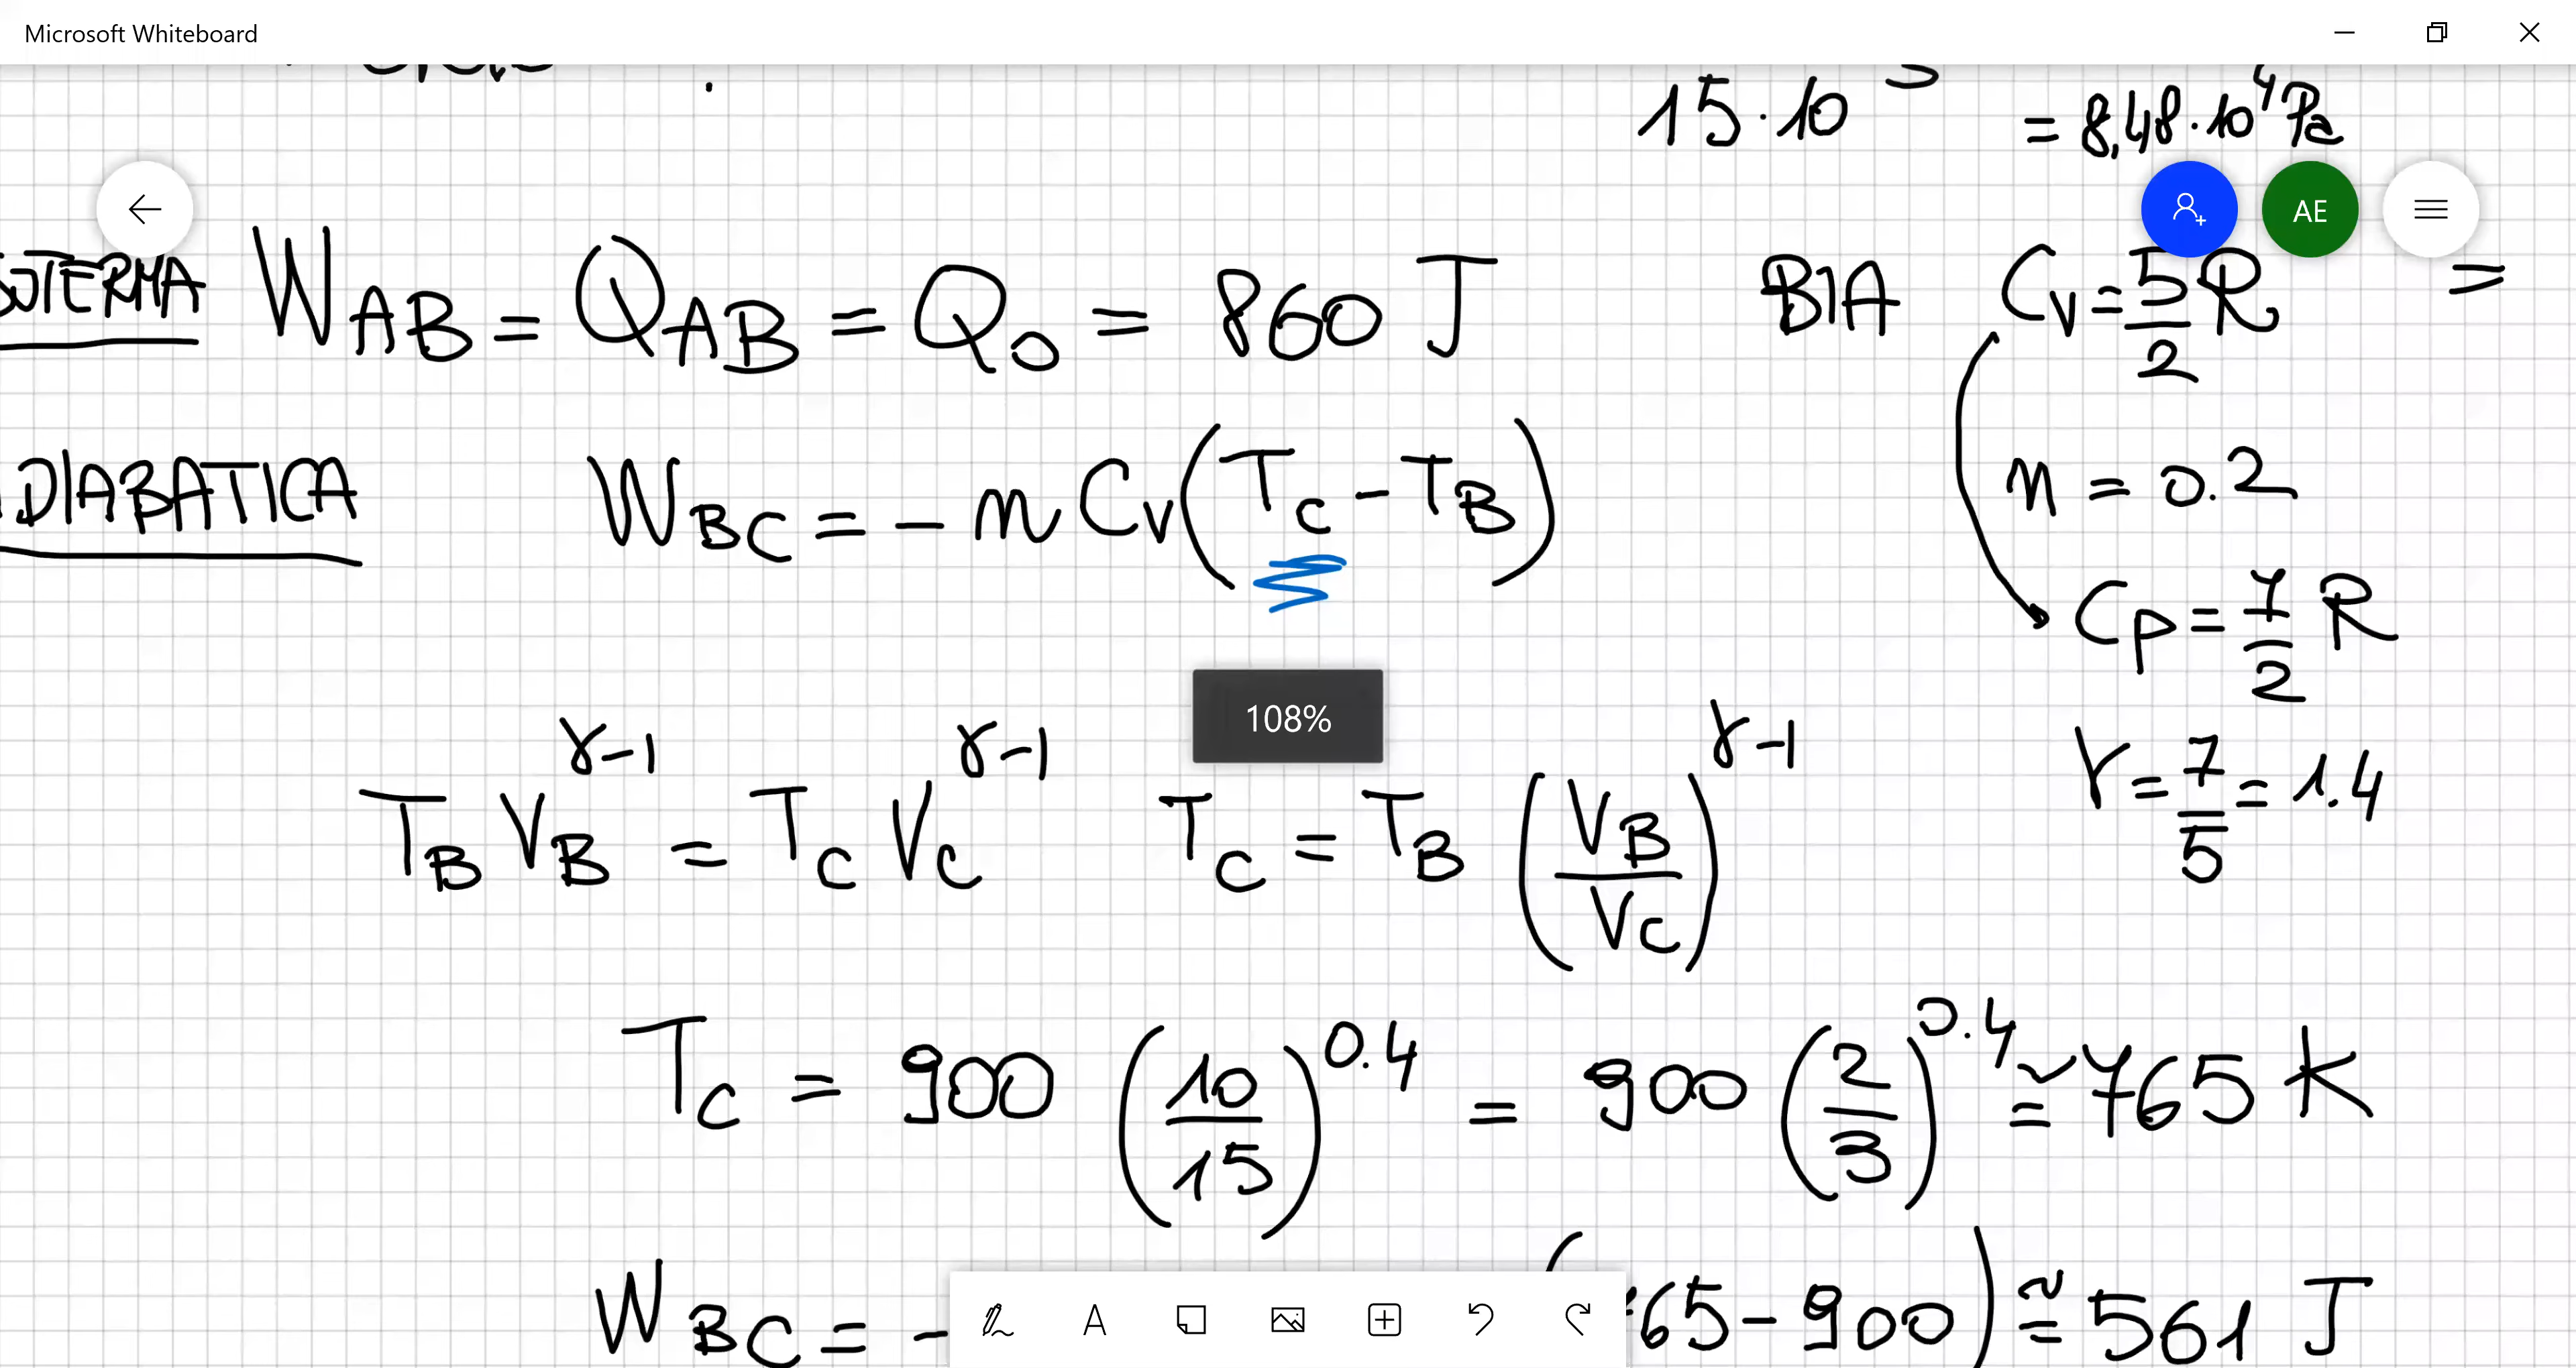 Microsoft Whiteboard
15·10
= 8,48·10⁴ Pa
AE
SOTERMA W_AB = Q_AB = Q_0 = 860 J BIA C_V = 5/2 R =
DIABATICA W_BC = - n C_V (T_C - T_B) n = 0.2
C_P = 7/2 R
108%
T_B V_B^(γ-1) = T_C V_C^(γ-1) T_C = T_B (V_B/V_C)^(γ-1) γ = 7/5 = 1.4
T_C = 900 (10/15)^0.4 = 900 (2/3)^0.4 ≅ 765 K
W_BC = - 65 - 900) ≅ 561 J